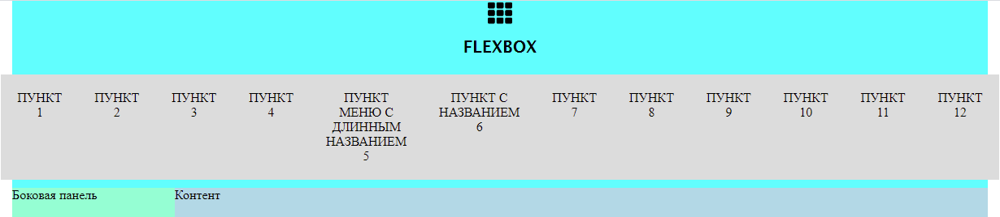 FLEXBOX
ПУНКТ 1
ПУНКТ 2
ПУНКТ 3
ПУНКТ 4
ПУНКТ
МЕНЮ С
ДЛИННЫМ
НАЗВАНИЕМ
5
ПУНКТ С
НАЗВАНИЕМ
6
ПУНКТ 7
ПУНКТ 8
ПУНКТ 9
ПУНКТ 10
ПУНКТ 11
ПУНКТ 12
Боковая панель
Контент